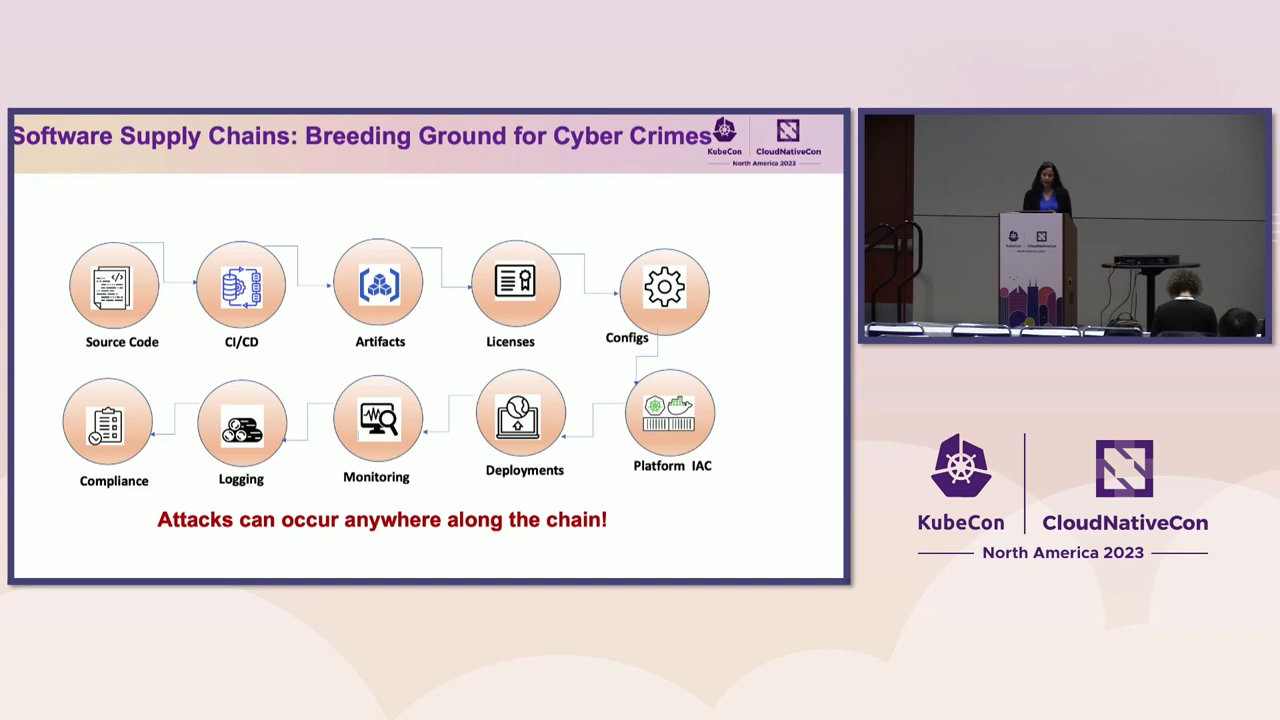 Software Supply Chains: Breeding Ground for Cyber Crimes
KubeCon
CloudNativeCon
North America 2023
Source Code
CI/CD
Artifacts
Licenses
Configs
Compliance
Logging
Monitoring
Deployments
Platform IAC
Attacks can occur anywhere along the chain!
KubeCon
CloudNativeCon
North America 2023